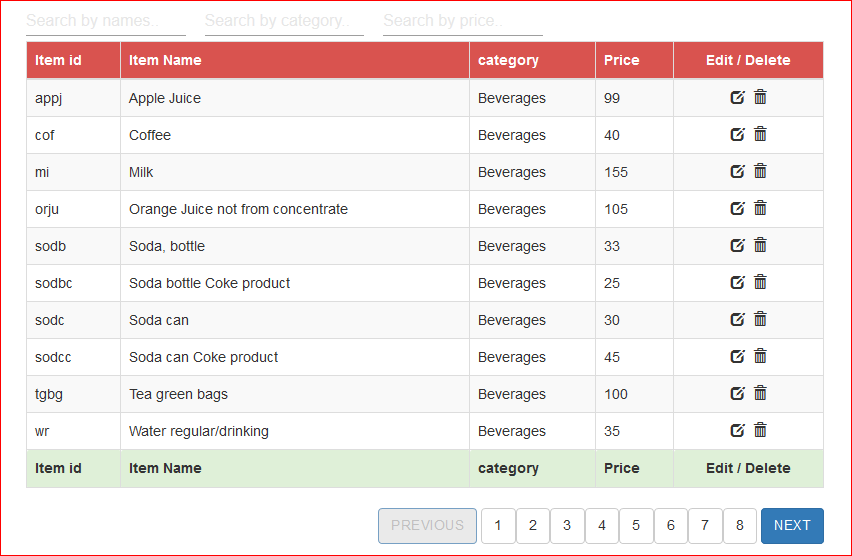 Search by names.. Search by category.. Search by price..
Item id Item Name category Price Edit / Delete
appj Apple Juice Beverages 99
cof Coffee Beverages 40
mi Milk Beverages 155
orju Orange Juice not from concentrate Beverages 105
sodb Soda, bottle Beverages 33
sodbc Soda bottle Coke product Beverages 25
sodc Soda can Beverages 30
sodcc Soda can Coke product Beverages 45
tgbg Tea green bags Beverages 100
wr Water regular/drinking Beverages 35
Item id Item Name category Price Edit / Delete
PREVIOUS 1 2 3 4 5 6 7 8 NEXT